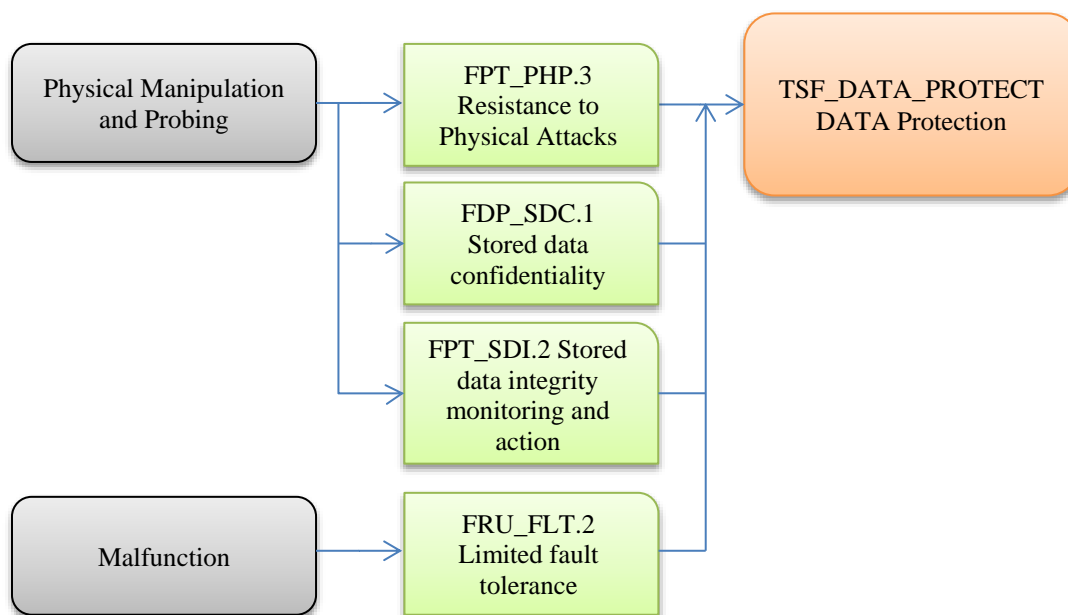 Physical Manipulation
and Probing
FPT_PHP.3
Resistance to
Physical Attacks
TSF_DATA_PROTECT
DATA Protection
FDP_SDC.1
Stored data
confidentiality
FPT_SDI.2 Stored
data integrity
monitoring and
action
Malfunction
FRU_FLT.2
Limited fault
tolerance